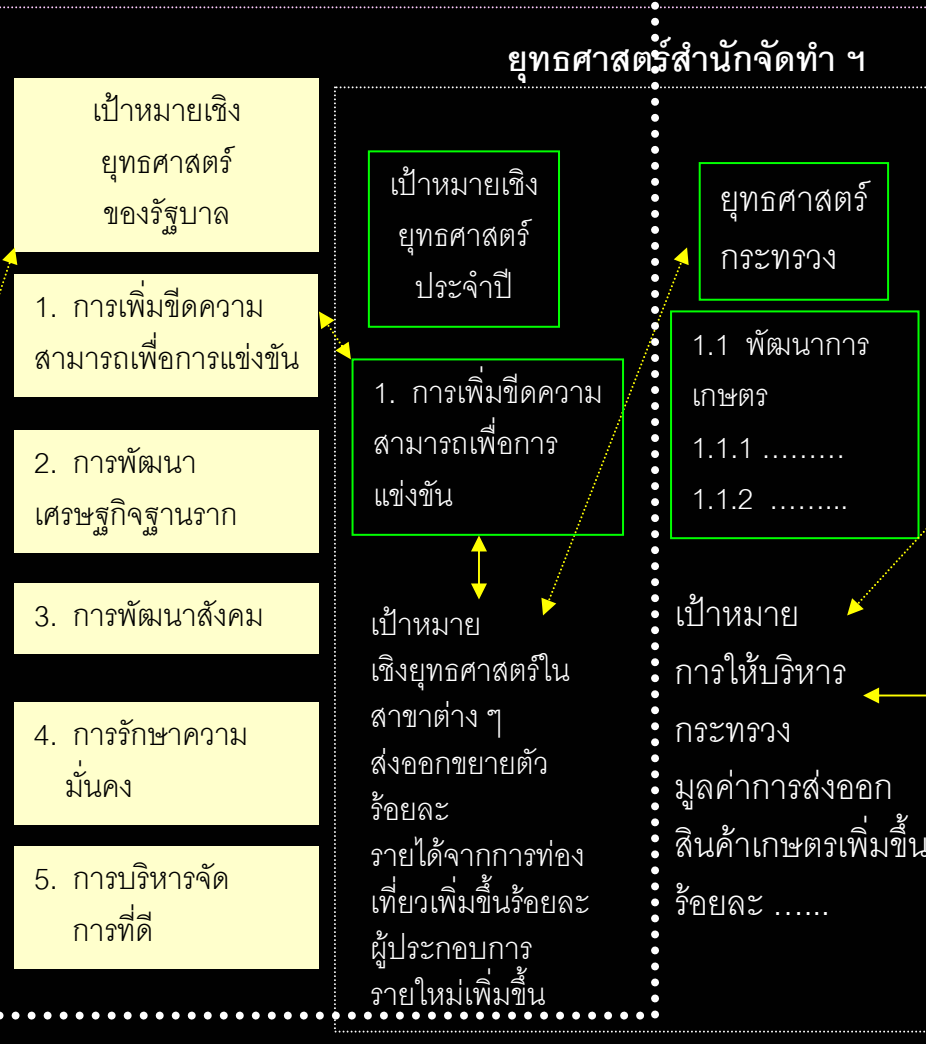 ยุทธศาสตร์สำนักจัดทำ ฯ
เป้าหมายเชิง
ยุทธศาสตร์
ของรัฐบาล
1. การเพิ่มขีดความ
สามารถเพื่อการแข่งขัน
2. การพัฒนา
เศรษฐกิจฐานราก
3. การพัฒนาสังคม
4. การรักษาความ
มั่นคง
5. การบริหารจัด
การที่ดี
เป้าหมายเชิง
ยุทธศาสตร์
ประจำปี
1. การเพิ่มขีดความ
สามารถเพื่อการ
แข่งขัน
เป้าหมาย
เชิงยุทธศาสตร์ใน
สาขาต่าง ๆ
ส่งออกขยายตัว
ร้อยละ
รายได้จากการท่อง
เที่ยวเพิ่มขึ้นร้อยละ
ผู้ประกอบการ
รายใหม่เพิ่มขึ้น
ยุทธศาสตร์
กระทรวง
1.1 พัฒนาการ
เกษตร
1.1.1 .........
1.1.2 .........
เป้าหมาย
การให้บริหาร
กระทรวง
มูลค่าการส่งออก
สินค้าเกษตรเพิ่มขึ้น
ร้อยละ ......